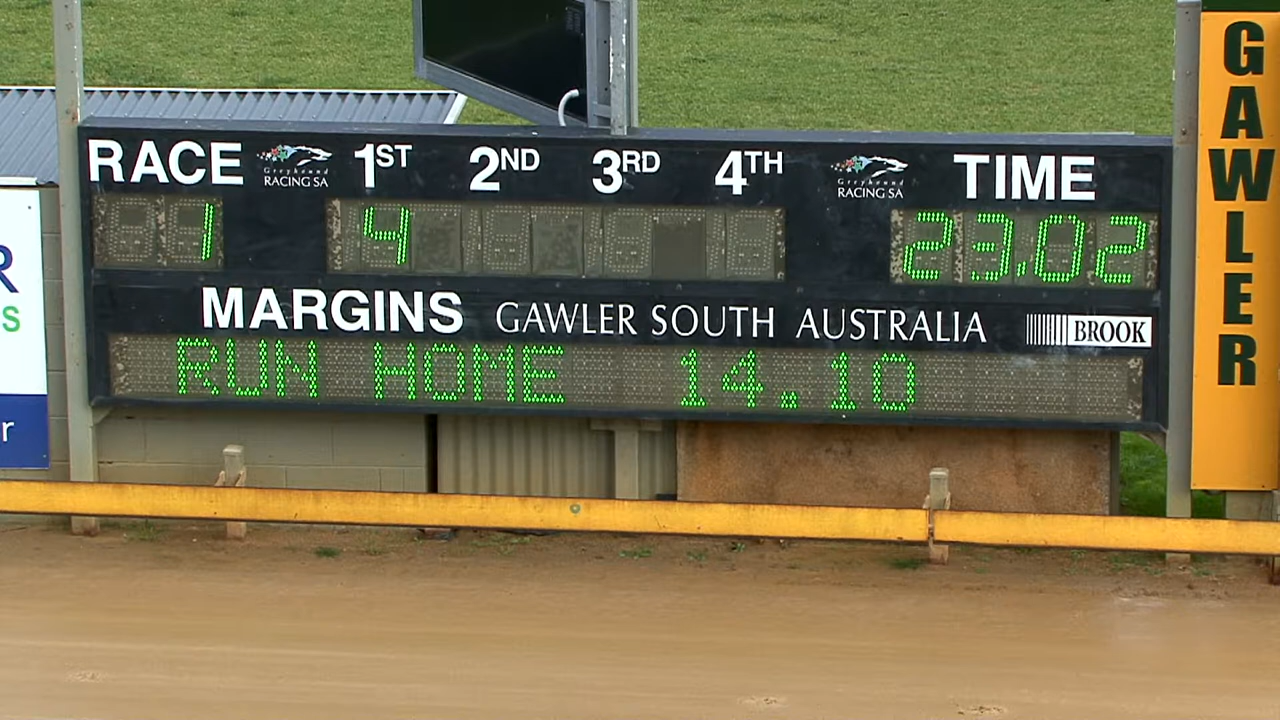 RACE
Greyhound
RACING SA
1ST 2ND 3RD 4TH
Greyhound
RACING SA
TIME
1 4 23.02
MARGINS GAWLER SOUTH AUSTRALIA BROOK
RUN HOME 14.10
GAWLER
R
S
r